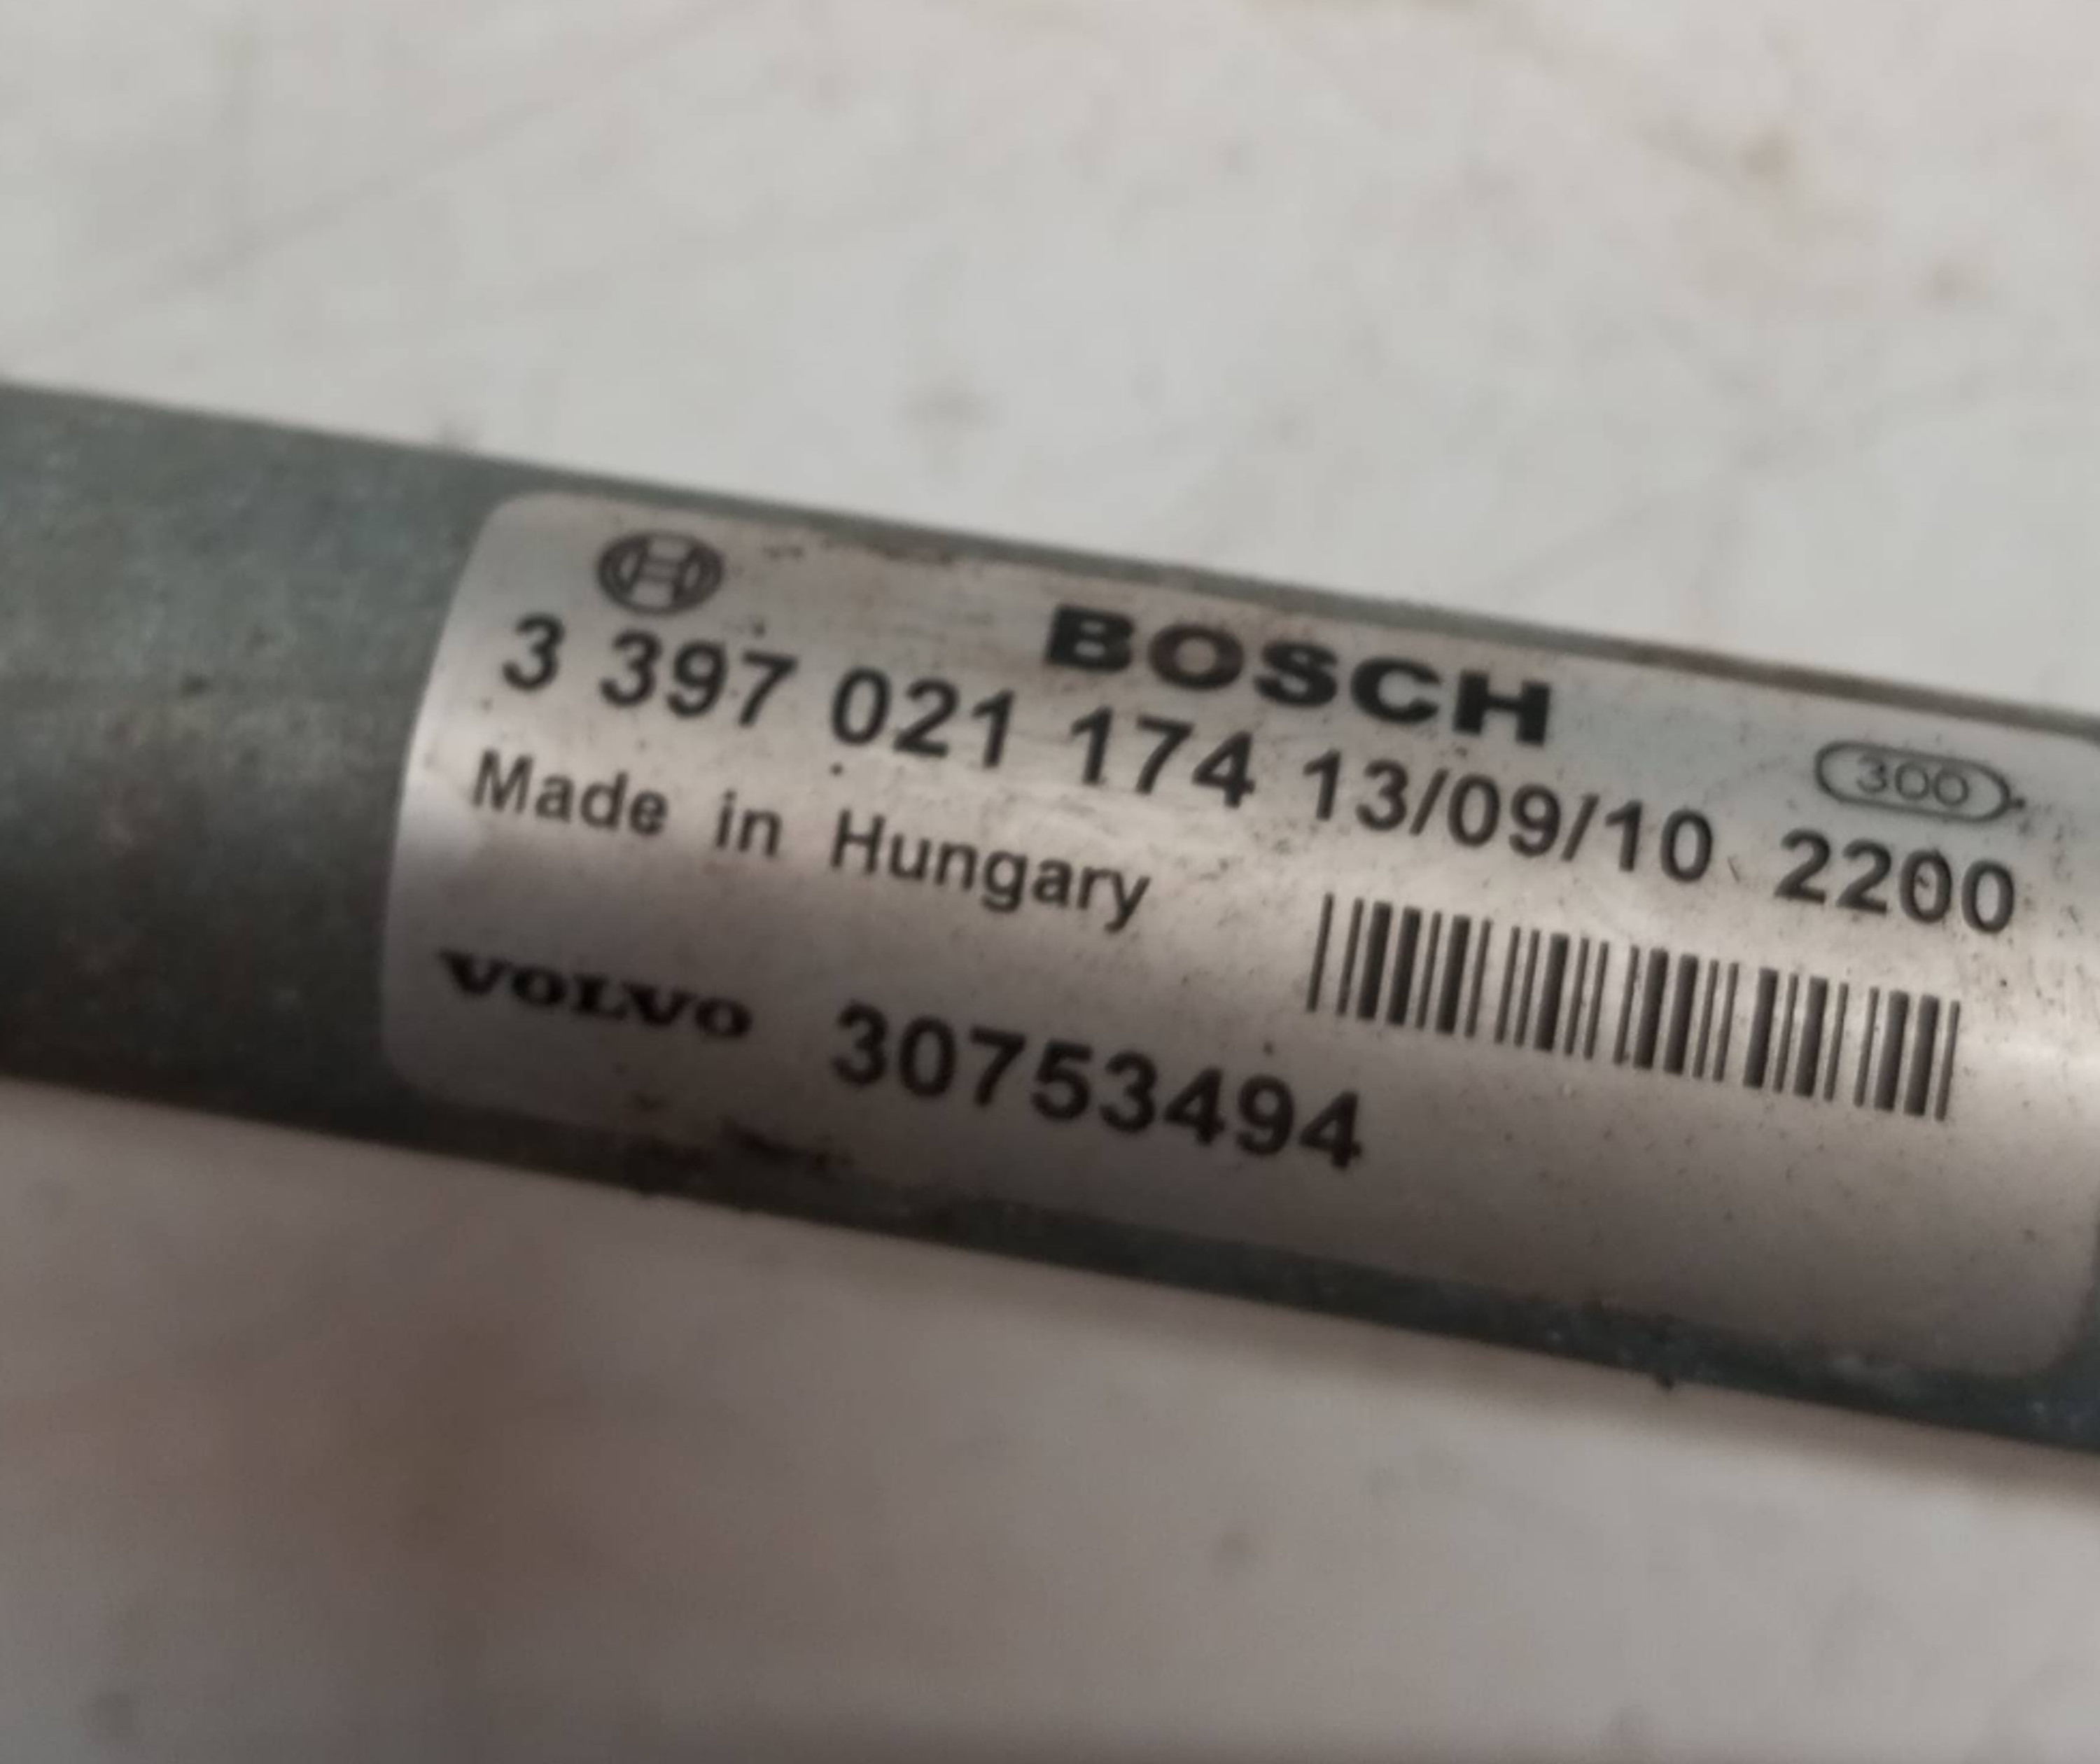 BOSCH
300
3 397 021 174 13/09/10 2200
Made in Hungary
VOLVO 30753494